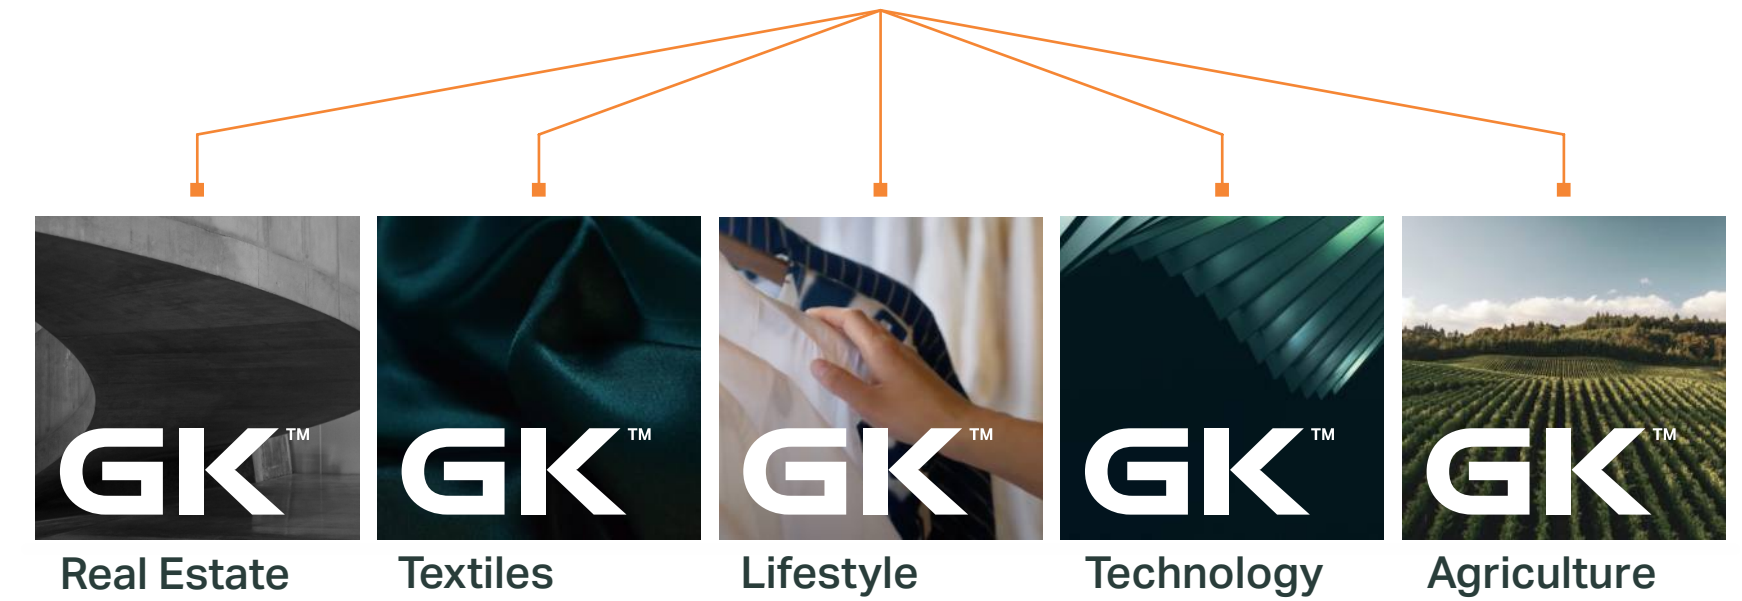 GK™
GK™
GK™
GK™
GK™
Real Estate
Textiles
Lifestyle
Technology
Agriculture